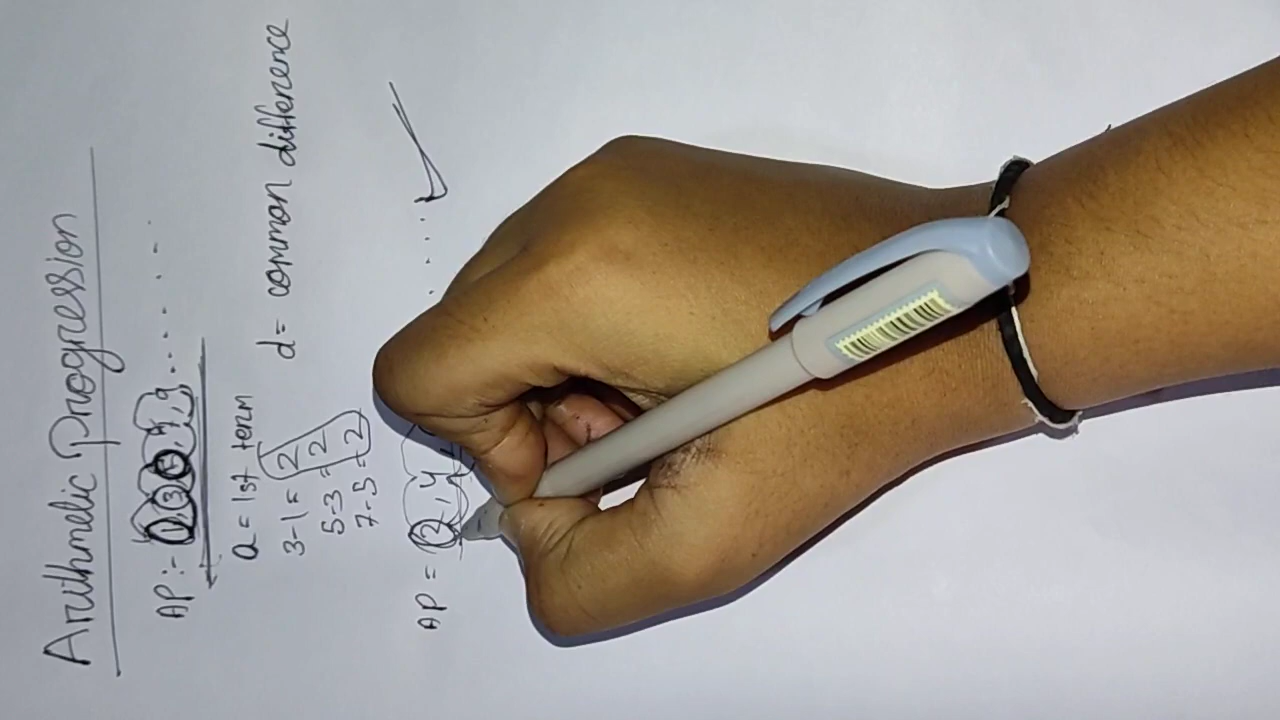 Arithmetic Progression
AP :- 1, 3, 5, 7, 9, . . . . . .
a = 1st term
d = common difference
3-1 = 2
5-3 = 2
7-5 = 2
AP = 2, 4, . . . .